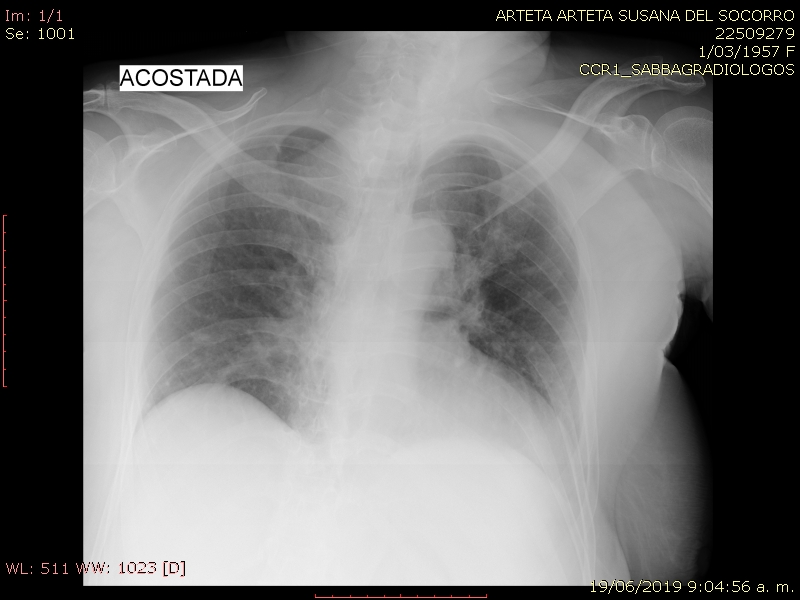 Im: 1/1
Se: 1001
ARTETA ARTETA SUSANA DEL SOCORRO
22509279
1/03/1957 F
CCR1_SABBAGRADIOLOGOS
ACOSTADA
WL: 511 WW: 1023 [D]
19/06/2019 9:04:56 a. m.